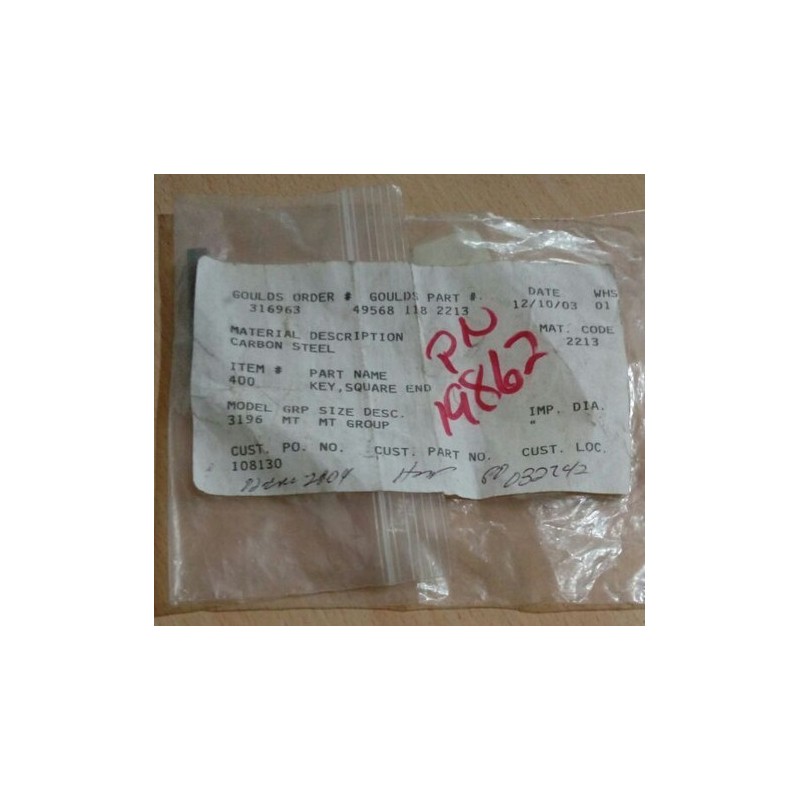 GOULDS ORDER # GOULDS PART #. DATE WHS
316963 49568 118 2213 12/10/03 01
MATERIAL DESCRIPTION MAT. CODE
CARBON STEEL 2213
ITEM # PART NAME
400 KEY, SQUARE END
PN
19862
MODEL GRP SIZE DESC. IMP. DIA.
3196 MT MT GROUP "
CUST. PO. NO. CUST. PART NO. CUST. LOC.
I08130
2004 032242